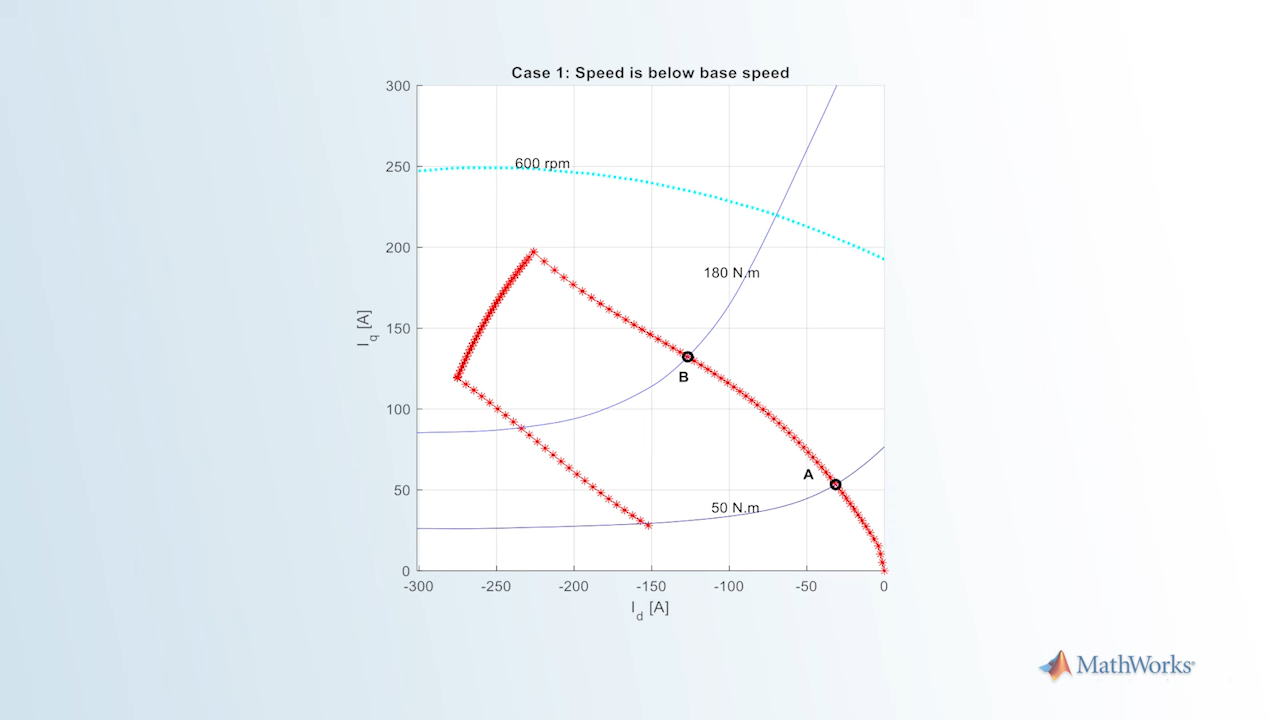 Case 1: Speed is below base speed
300
250
200
150
100
50
0
I_q [A]
600 rpm
180 N.m
B
A
50 N.m
-300 -250 -200 -150 -100 -50 0
I_d [A]
MathWorks®